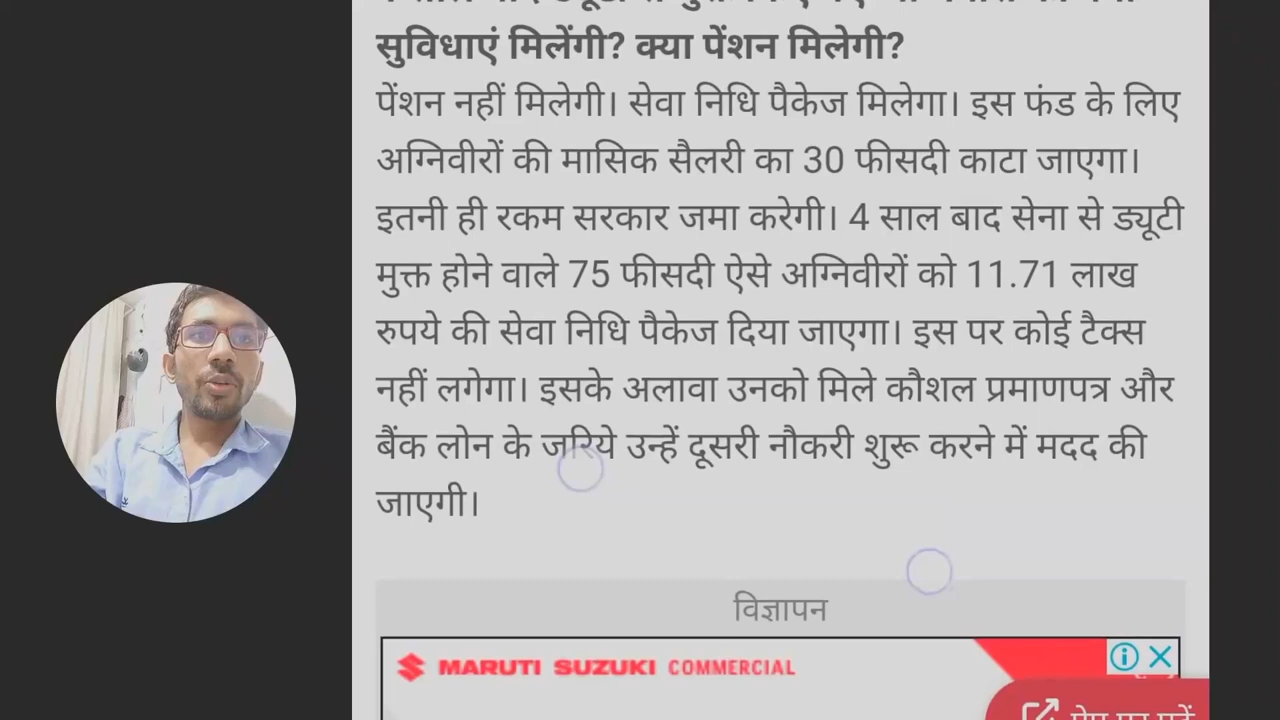 सुविधाएं मिलेंगी? क्या पेंशन मिलेगी?
पेंशन नहीं मिलेगी। सेवा निधि पैकेज मिलेगा। इस फंड के लिए
अग्निवीरों की मासिक सैलरी का 30 फीसदी काटा जाएगा।
इतनी ही रकम सरकार जमा करेगी। 4 साल बाद सेना से ड्यूटी
मुक्त होने वाले 75 फीसदी ऐसे अग्निवीरों को 11.71 लाख
रुपये की सेवा निधि पैकेज दिया जाएगा। इस पर कोई टैक्स
नहीं लगेगा। इसके अलावा उनको मिले कौशल प्रमाणपत्र और
बैंक लोन के जरिये उन्हें दूसरी नौकरी शुरू करने में मदद की
जाएगी।
विज्ञापन
MARUTI SUZUKI COMMERCIAL